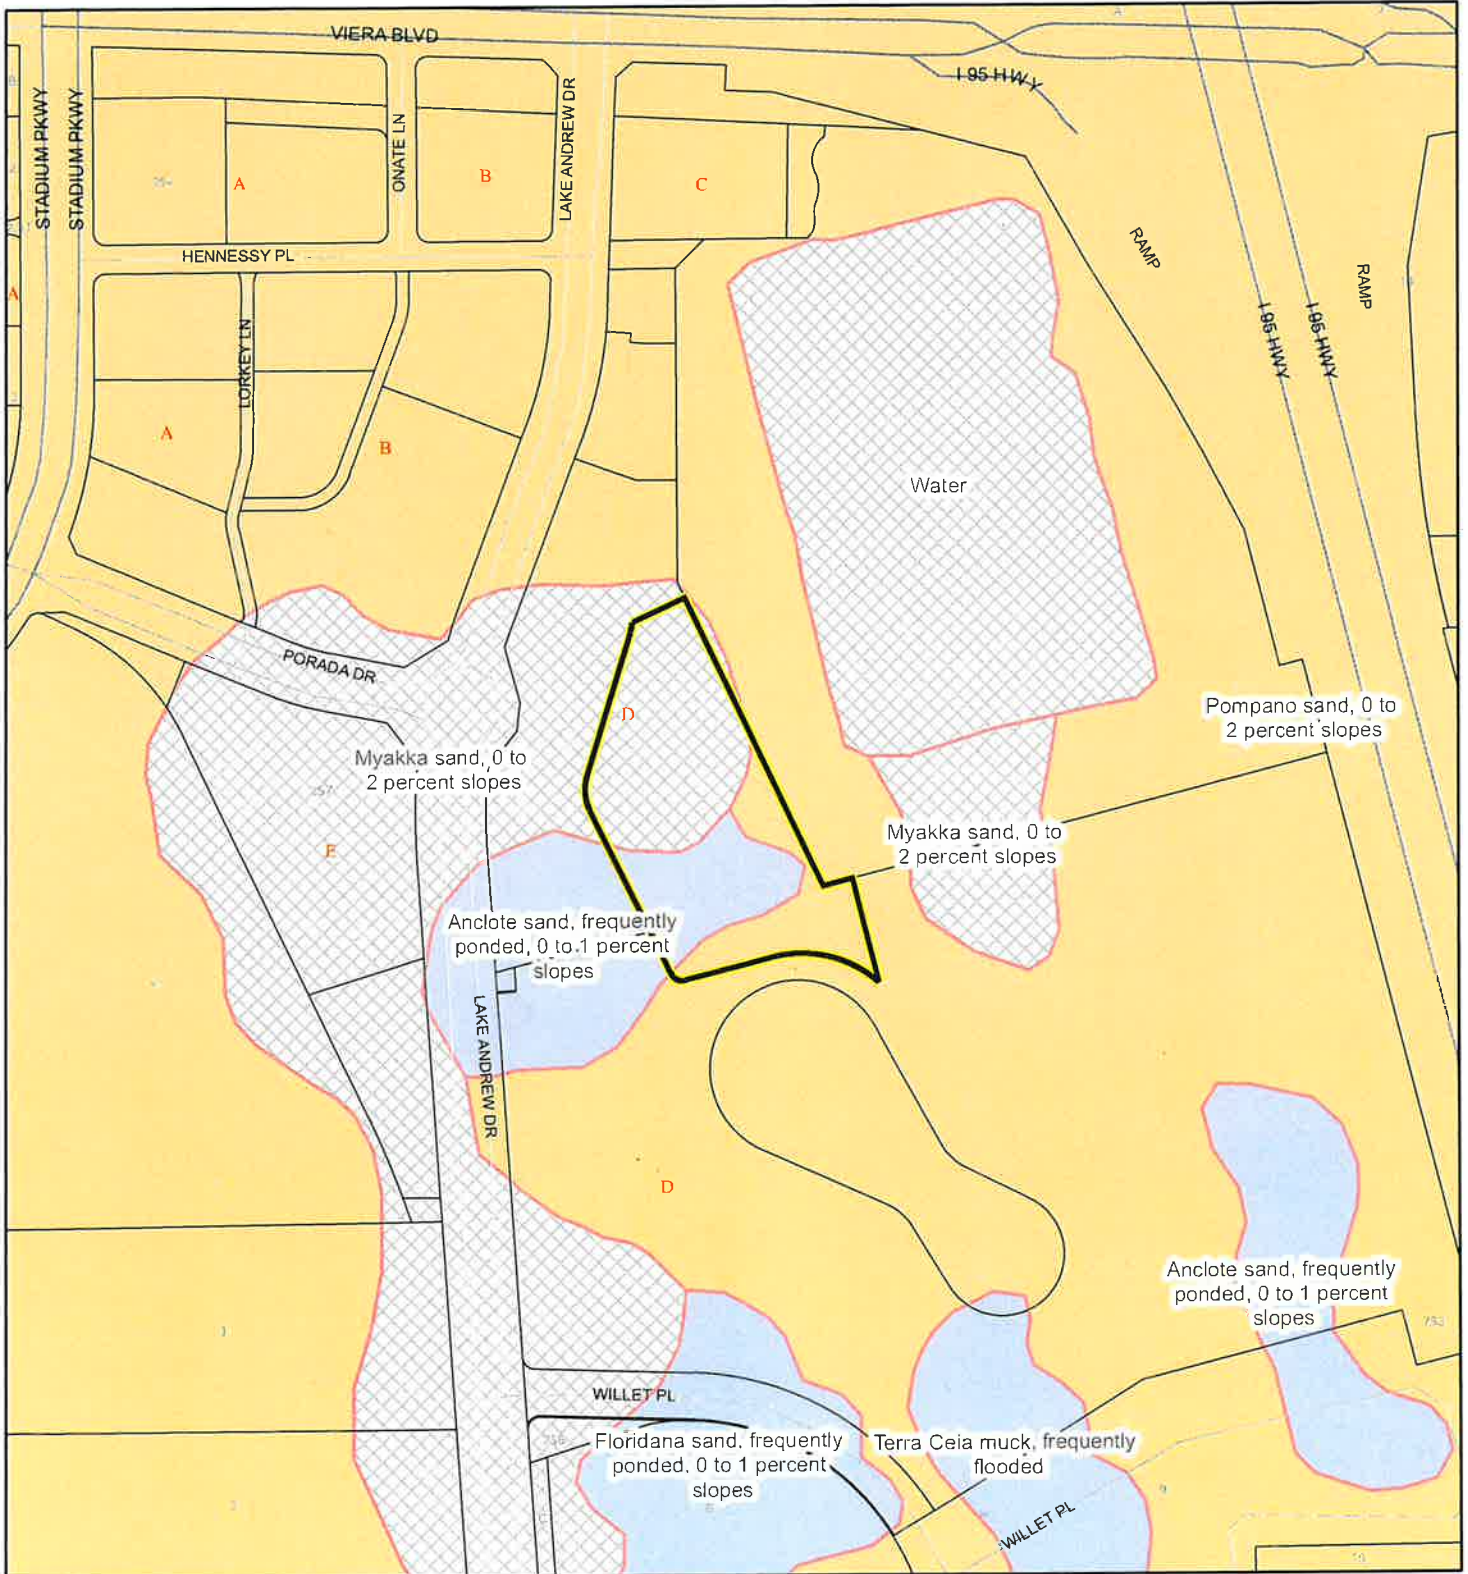 VIERA BLVD
I 95 HWY
STADIUM PKWY
STADIUM PKWY
ONATE LN
LAKE ANDREW DR
A
B
C
HENNESSY PL
RAMP
RAMP
A
LORKEY LN
I 95 HWY
I 95 HWY
A
B
Water
PORADA DR
D
Pompano sand, 0 to
2 percent slopes
Myakka sand, 0 to
2 percent slopes
E
Myakka sand, 0 to
2 percent slopes
Anclote sand, frequently
ponded, 0 to 1 percent
slopes
LAKE ANDREW DR
D
Anclote sand, frequently
ponded, 0 to 1 percent
slopes
WILLET PL
Floridana sand, frequently
ponded, 0 to 1 percent
slopes
Terra Ceia muck, frequently
flooded
WILLET PL